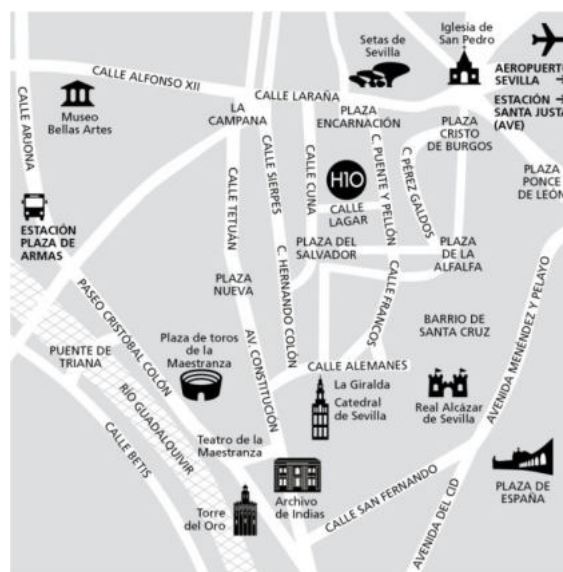 Setas de
Sevilla
Iglesia de
San Pedro
AEROPUERTO
SEVILLA →
ESTACIÓN →
SANTA JUSTA
(AVE)
CALLE ALFONSO XII
CALLE LARAÑA
Museo
Bellas Artes
LA
CAMPANA
PLAZA
ENCARNACIÓN
PLAZA
CRISTO
DE BURGOS
CALLE ARJONA
CALLE SIERPES
CALLE CUNA
C. PUENTE Y PELLÓN
C. PÉREZ GALDOS
PLAZA
PONCE
DE LEÓN
H10
CALLE
LAGAR
CALLE TETUÁN
ESTACIÓN
PLAZA DE
ARMAS
PLAZA DEL
SALVADOR
PLAZA
DE LA
ALFALFA
PLAZA
NUEVA
C. HERNANDO COLÓN
CALLE FRANCOS
PASEO CRISTOBAL COLÓN
BARRIO DE
SANTA CRUZ
AVENIDA MENÉNDEZ Y PELAYO
PUENTE DE
TRIANA
Plaza de toros
de la
Maestranza
AV. CONSTITUCIÓN
CALLE ALEMANES
RÍO GUADALQUIVIR
La Giralda
Catedral
de Sevilla
Real Alcázar
de Sevilla
CALLE BETIS
Teatro de la
Maestranza
CALLE SAN FERNANDO
AVENIDA DEL CID
PLAZA DE
ESPAÑA
Archivo
de Indias
Torre
del Oro